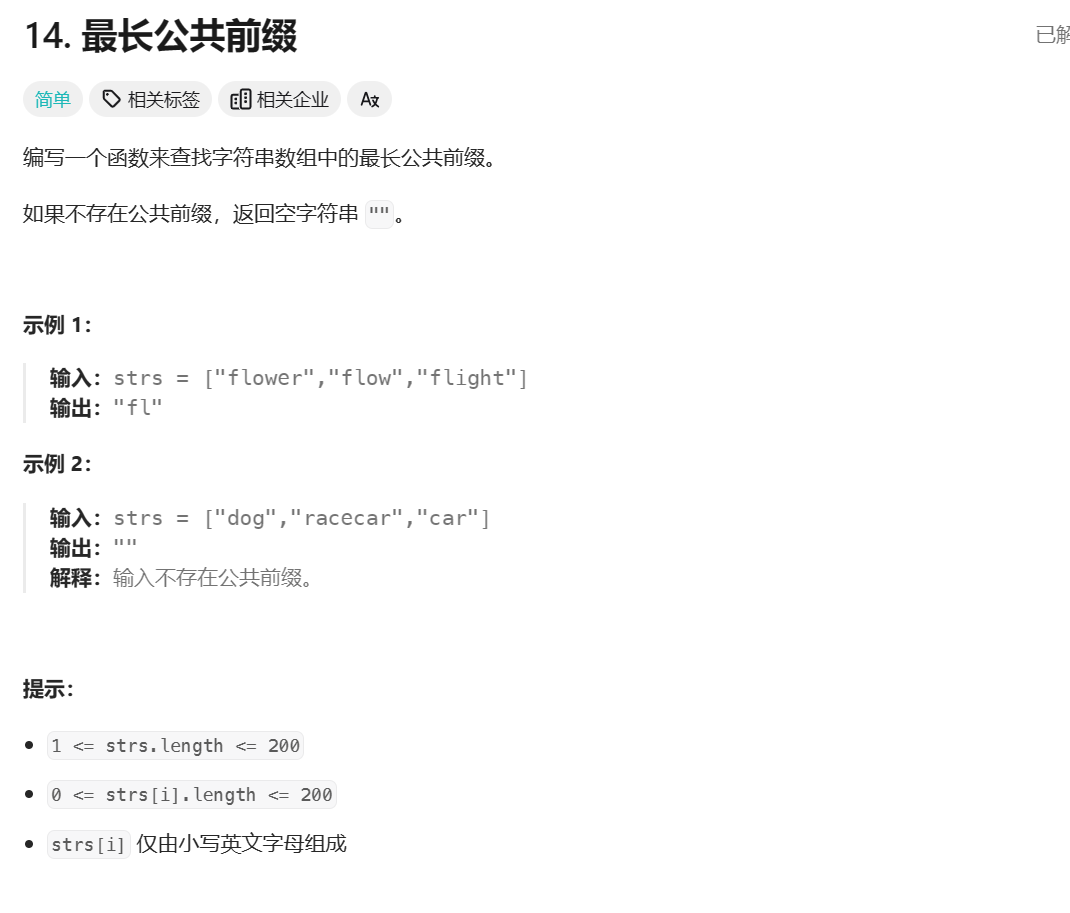 14. 最长公共前缀
已解
简单 相关标签 相关企业
编写一个函数来查找字符串数组中的最长公共前缀。
如果不存在公共前缀，返回空字符串 ""。
示例 1：
输入：strs = ["flower","flow","flight"]
输出："fl"
示例 2：
输入：strs = ["dog","racecar","car"]
输出：""
解释：输入不存在公共前缀。
提示：
1 <= strs.length <= 200
0 <= strs[i].length <= 200
strs[i] 仅由小写英文字母组成